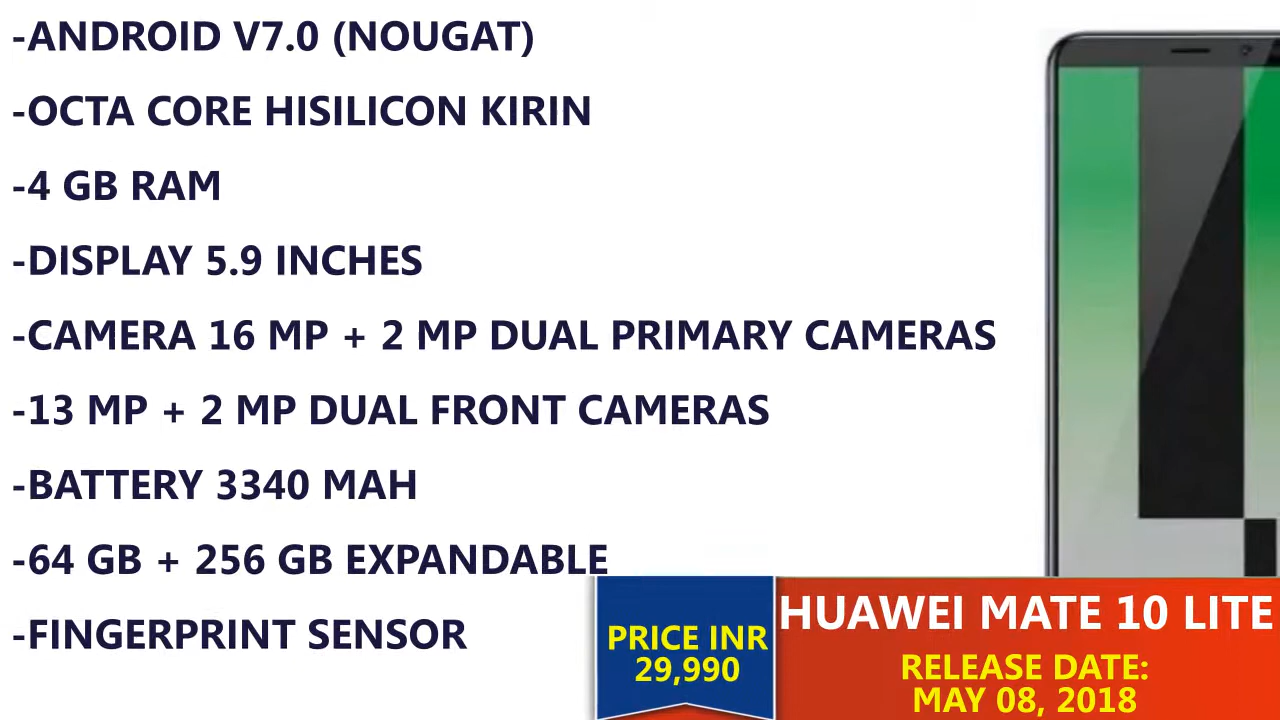 -ANDROID V7.0 (NOUGAT)
-OCTA CORE HISILICON KIRIN
-4 GB RAM
-DISPLAY 5.9 INCHES
-CAMERA 16 MP + 2 MP DUAL PRIMARY CAMERAS
-13 MP + 2 MP DUAL FRONT CAMERAS
-BATTERY 3340 MAH
-64 GB + 256 GB EXPANDABLE
-FINGERPRINT SENSOR
PRICE INR
29,990
HUAWEI MATE 10 LITE
RELEASE DATE:
MAY 08, 2018